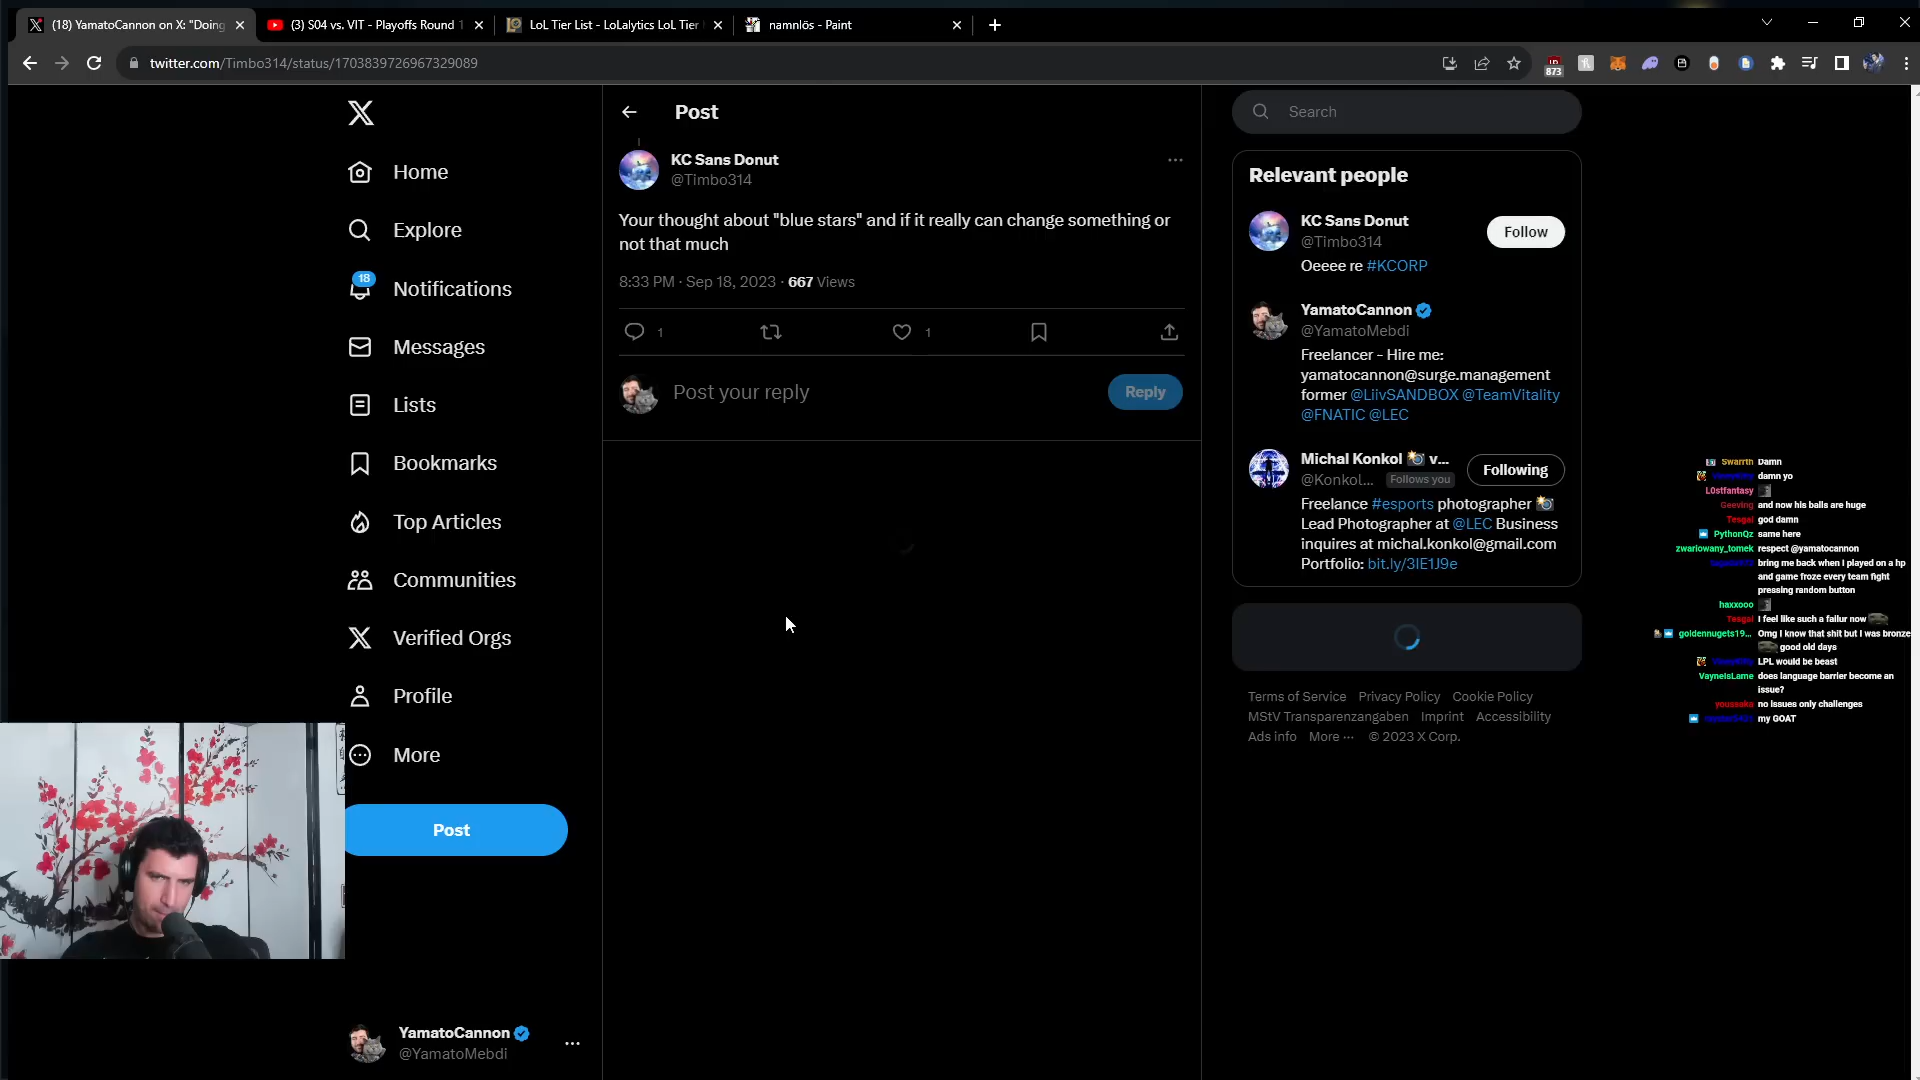 (18) YamatoCannon on X: "Doing
(3) S04 vs. VIT - Playoffs Round 1
LoL Tier List - LoLalytics LoL Tier
namnlös - Paint
twitter.com/Timbo314/status/1703839726967329089
873
Home
Explore
18
Notifications
Messages
Lists
Bookmarks
Top Articles
Communities
Verified Orgs
Profile
More
Post
YamatoCannon
@YamatoMebdi
Post
KC Sans Donut
@Timbo314
Your thought about "blue stars" and if it really can change something or
not that much
8:33 PM · Sep 18, 2023 · 667 Views
1
1
Post your reply
Reply
Search
Relevant people
KC Sans Donut
@Timbo314
Follow
Oeeee re #KCORP
YamatoCannon
@YamatoMebdi
Freelancer - Hire me:
yamatocannon@surge.management
former @LiivSANDBOX @TeamVitality
@FNATIC @LEC
Michal Konkol 📸 v...
@Konkol... Follows you
Following
Freelance #esports photographer 📸
Lead Photographer at @LEC Business
inquires at michal.konkol@gmail.com
Portfolio: bit.ly/3IE1J9e
Terms of Service Privacy Policy Cookie Policy
MStV Transparenzangaben Imprint Accessibility
Ads info More ··· © 2023 X Corp.
Swarrth Damn
damn yo
L0stfantasy
Geeving and now his balls are huge
Tesgai god damn
PythonQz same here
zwariowany_tomek respect @yamatocannon
bring me back when I played on a hp
and game froze every team fight
pressing random button
haxxooo
Tesgai I feel like such a failur now
goldennugets19... Omg I know that shit but I was bronze
good old days
LPL would be beast
VayneIsLame does language barrier become an
issue?
youssska no issues only challenges
my GOAT